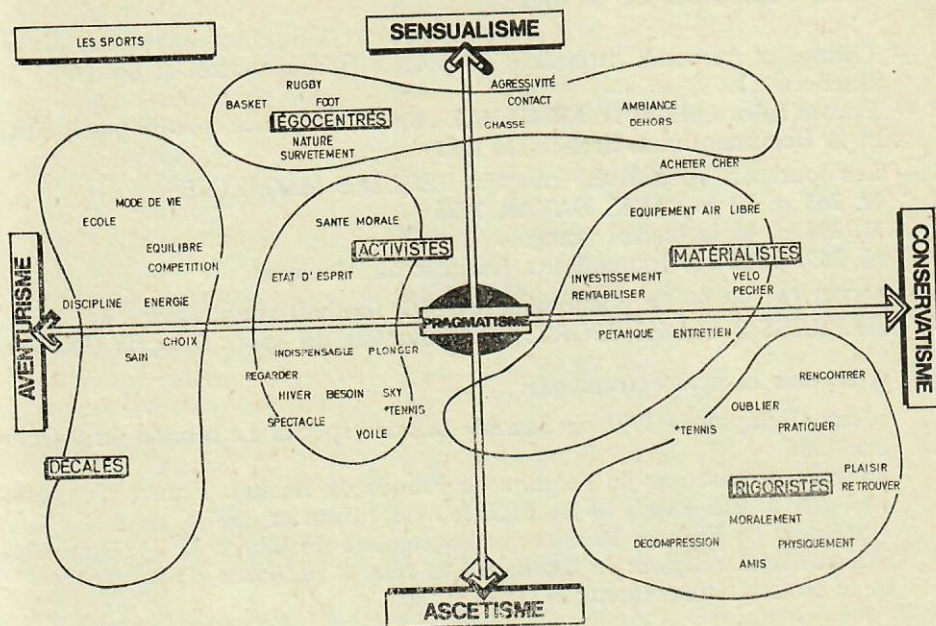 LES SPORTS
SENSUALISME
RUGBY
BASKET
FOOT
ÉGOCENTRÉS
NATURE
SURVETEMENT
AGRESSIVITÉ
CONTACT
CHASSE
AMBIANCE
DEHORS
ACHETER CHER
MODE DE VIE
ECOLE
EQUILIBRE
COMPETITION
DISCIPLINE
ENERGIE
CHOIX
SAIN
DÉCALÉS
AVENTURISME
SANTE MORALE
ACTIVISTES
ETAT D'ESPRIT
INDISPENSABLE
PLONGER
REGARDER
HIVER
BESOIN
SKY
*TENNIS
SPECTACLE
VOILE
PRAGMATISME
EQUIPEMENT AIR LIBRE
MATÉRIALISTES
INVESTISSEMENT
RENTABILISER
VELO
PECHER
PETANQUE
ENTRETIEN
CONSERVATISME
RENCONTRER
OUBLIER
*TENNIS
PRATIQUER
PLAISIR
RIGORISTES
RETROUVER
MORALEMENT
DECOMPRESSION
PHYSIQUEMENT
AMIS
ASCETISME